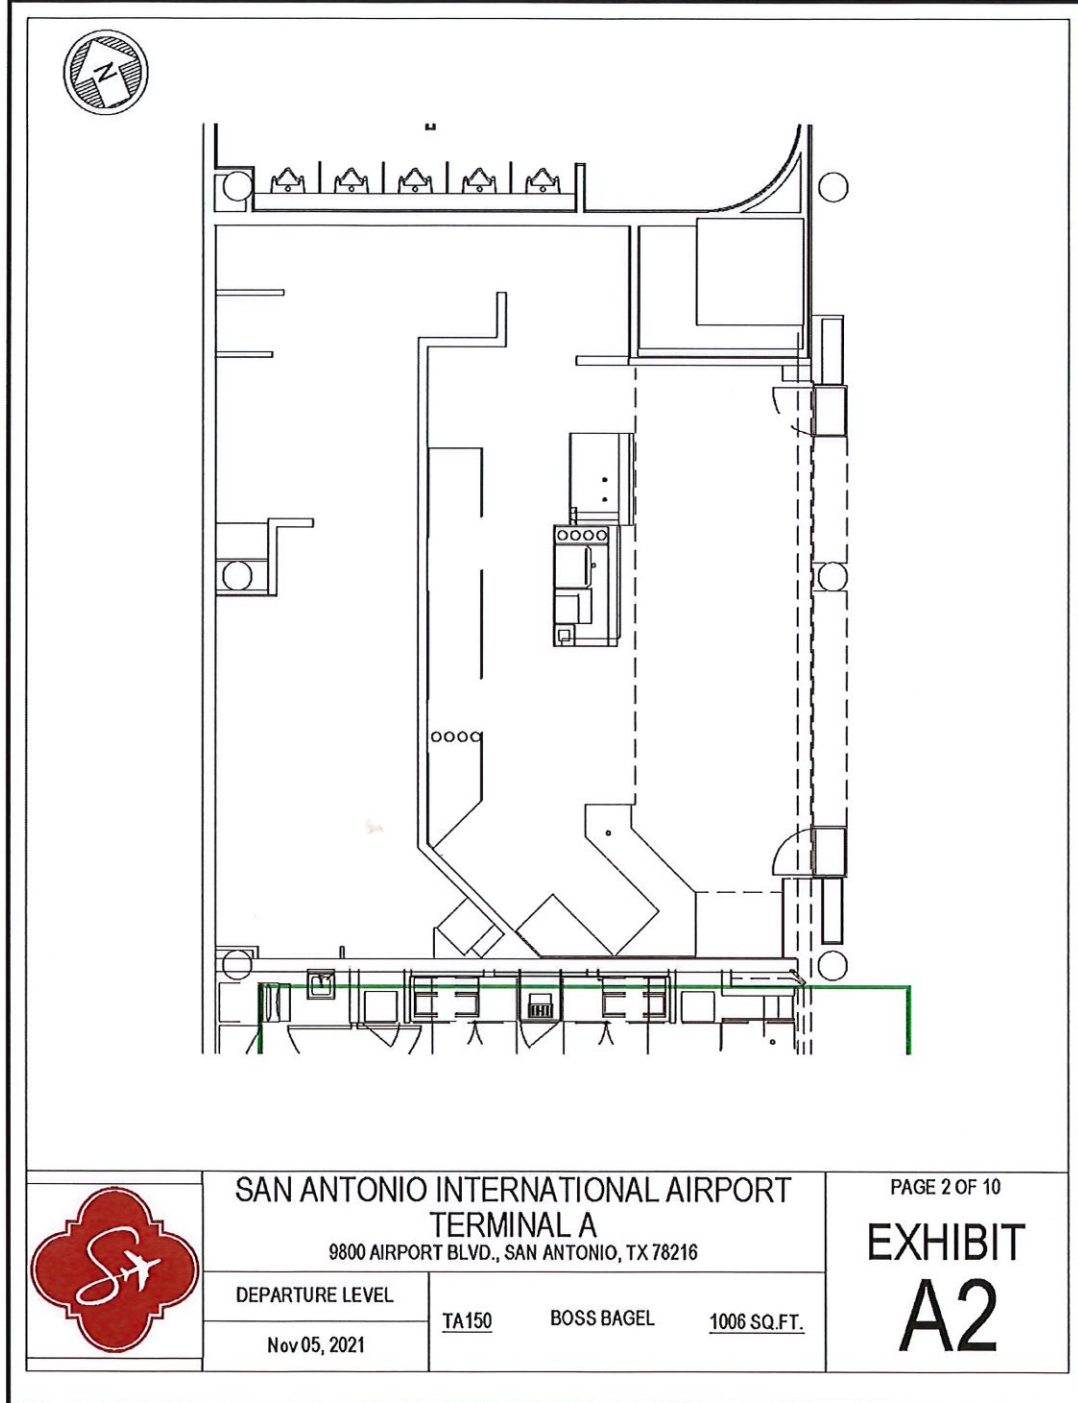 N
SAN ANTONIO INTERNATIONAL AIRPORT
TERMINAL A
9800 AIRPORT BLVD., SAN ANTONIO, TX 78216
DEPARTURE LEVEL
Nov 05, 2021
TA150 BOSS BAGEL 1006 SQ.FT.
PAGE 2 OF 10
EXHIBIT
A2